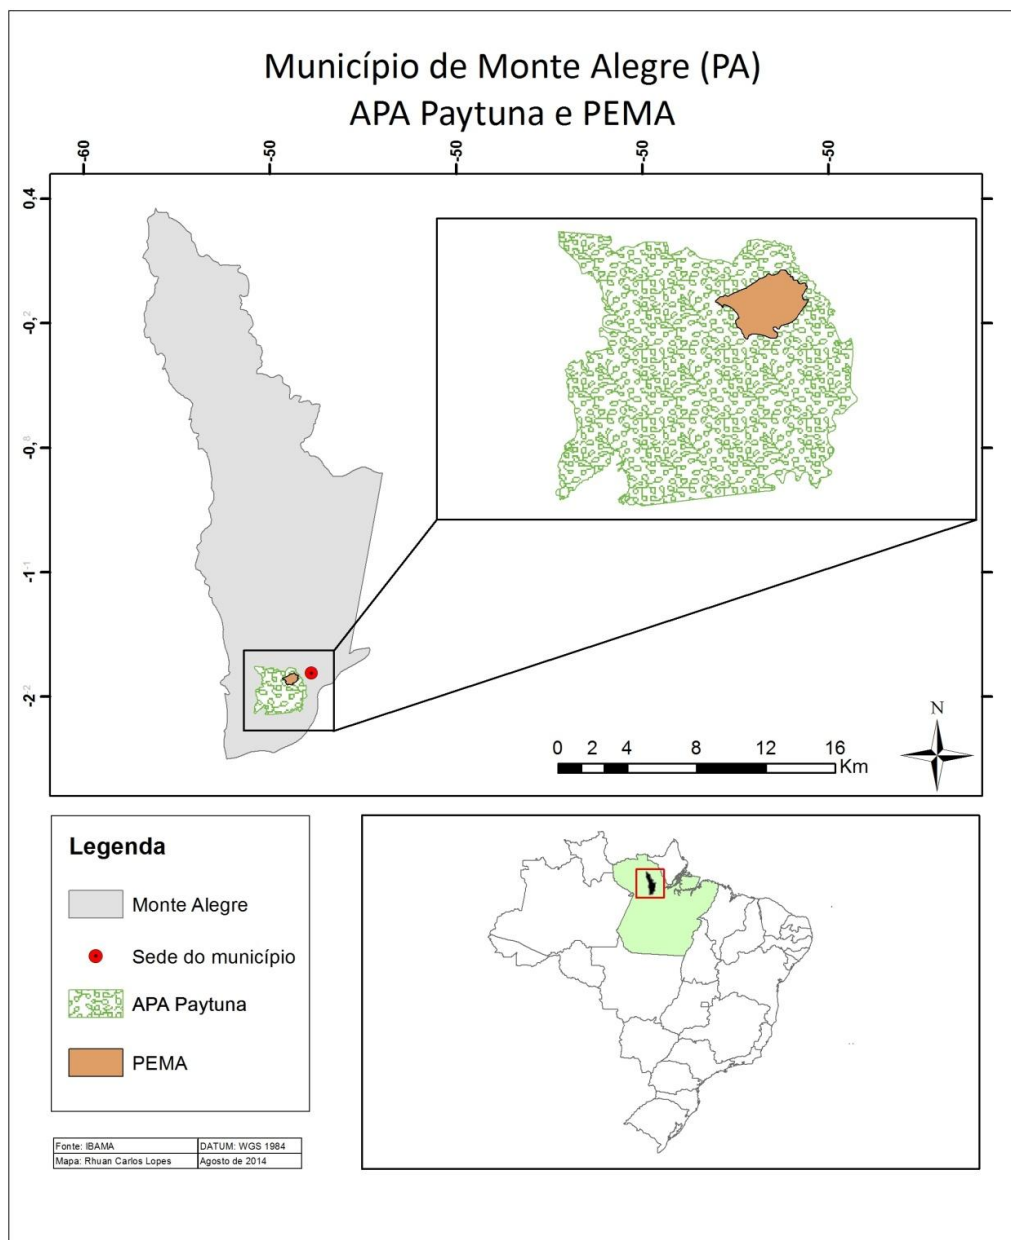 Município de Monte Alegre (PA)
APA Paytuna e PEMA
-60 -50 -50 -50 -50
0,4
-0,2
-0,8
-1,1
-2,2
0 2 4 8 12 16
Km
N
Legenda
Monte Alegre
Sede do município
APA Paytuna
PEMA
Fonte: IBAMA DATUM: WGS 1984
Mapa: Rhuan Carlos Lopes Agosto de 2014